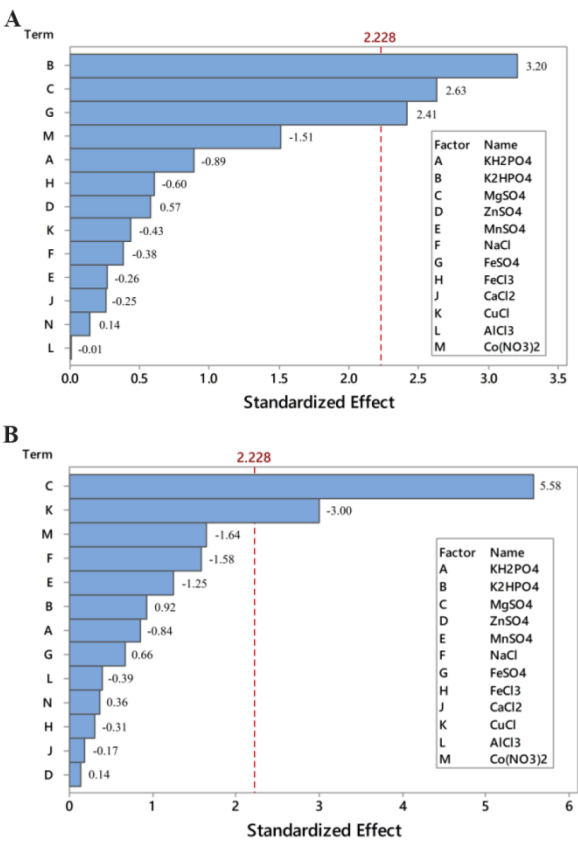 A
Term
2.228
B 3.20
C 2.63
G 2.41
M -1.51
A -0.89
H -0.60
D 0.57
K -0.43
F -0.38
E -0.26
J -0.25
N 0.14
L -0.01
Factor Name
A KH2PO4
B K2HPO4
C MgSO4
D ZnSO4
E MnSO4
F NaCl
G FeSO4
H FeCl3
J CaCl2
K CuCl
L AlCl3
M Co(NO3)2
0.0 0.5 1.0 1.5 2.0 2.5 3.0 3.5
Standardized Effect
B
Term
2.228
C 5.58
K -3.00
M -1.64
F -1.58
E -1.25
B 0.92
A -0.84
G 0.66
L -0.39
N 0.36
H -0.31
J -0.17
D 0.14
Factor Name
A KH2PO4
B K2HPO4
C MgSO4
D ZnSO4
E MnSO4
F NaCl
G FeSO4
H FeCl3
J CaCl2
K CuCl
L AlCl3
M Co(NO3)2
0 1 2 3 4 5 6
Standardized Effect